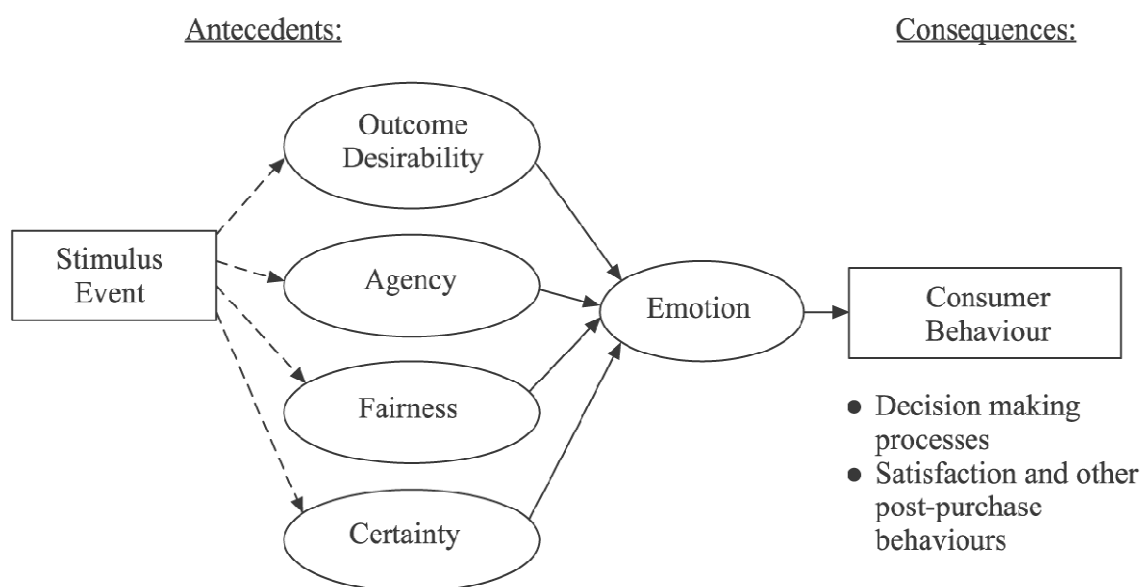 Antecedents:
Consequences:
Outcome
Desirability
Stimulus
Event
Agency
Emotion
Consumer
Behaviour
Fairness
Certainty
● Decision making
processes
● Satisfaction and other
post-purchase
behaviours